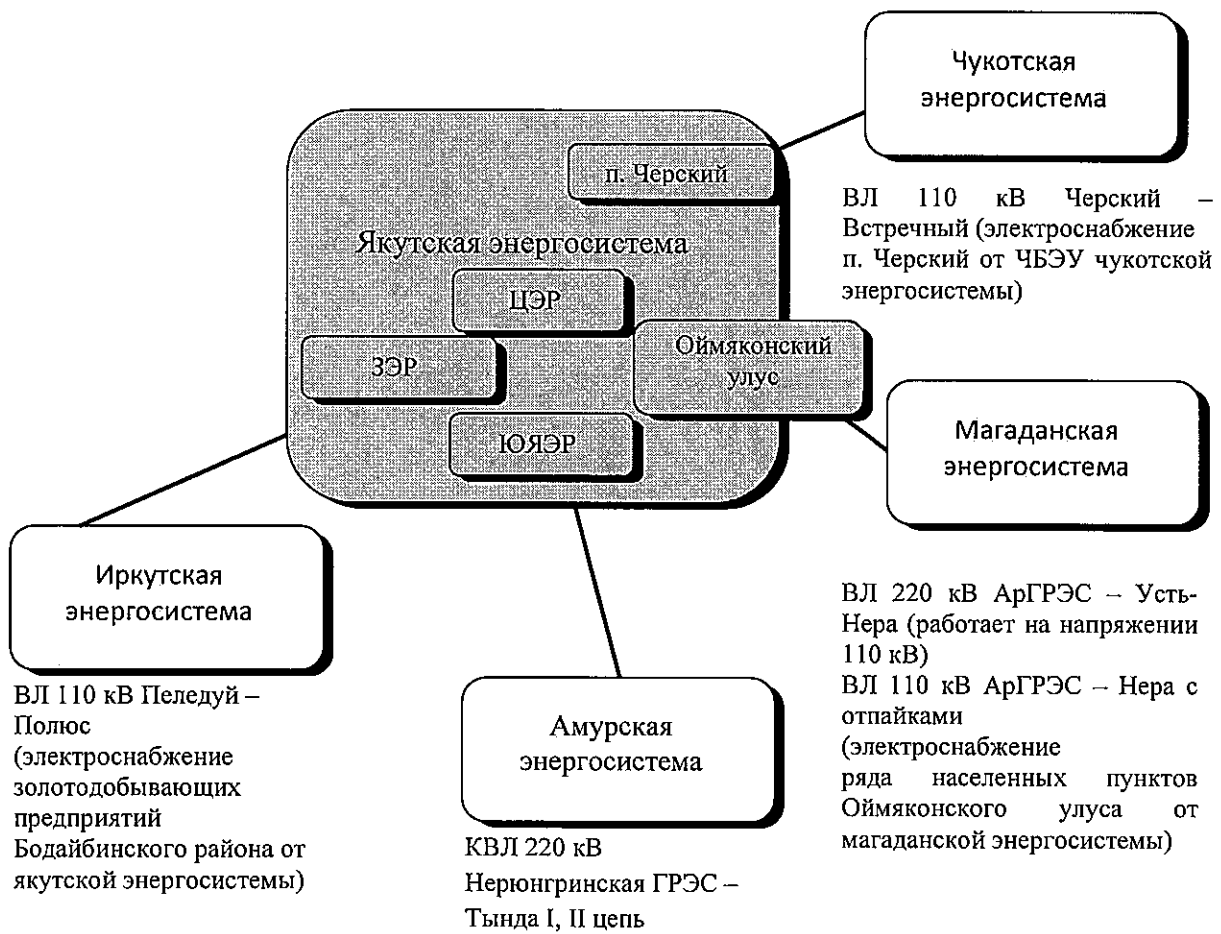 Чукотская
энергосистема
п. Черский
ВЛ 110 кВ Черский –
Встречный (электроснабжение
п. Черский от ЧБЭУ чукотской
энергосистемы)
Якутская энергосистема
ЦЭР
ЗЭР
Оймяконский
улус
ЮЯЭР
Магаданская
энергосистема
Иркутская
энергосистема
ВЛ 220 кВ АрГРЭС – Усть-
Нера (работает на напряжении
110 кВ)
ВЛ 110 кВ АрГРЭС – Нера с
отпайками
(электроснабжение
ряда населенных пунктов
Оймяконского улуса от
магаданской энергосистемы)
ВЛ 110 кВ Пеледуй –
Полюс
(электроснабжение
золотодобывающих
предприятий
Бодайбинского района от
якутской энергосистемы)
Амурская
энергосистема
КВЛ 220 кВ
Нерюнгринская ГРЭС –
Тында I, II цепь